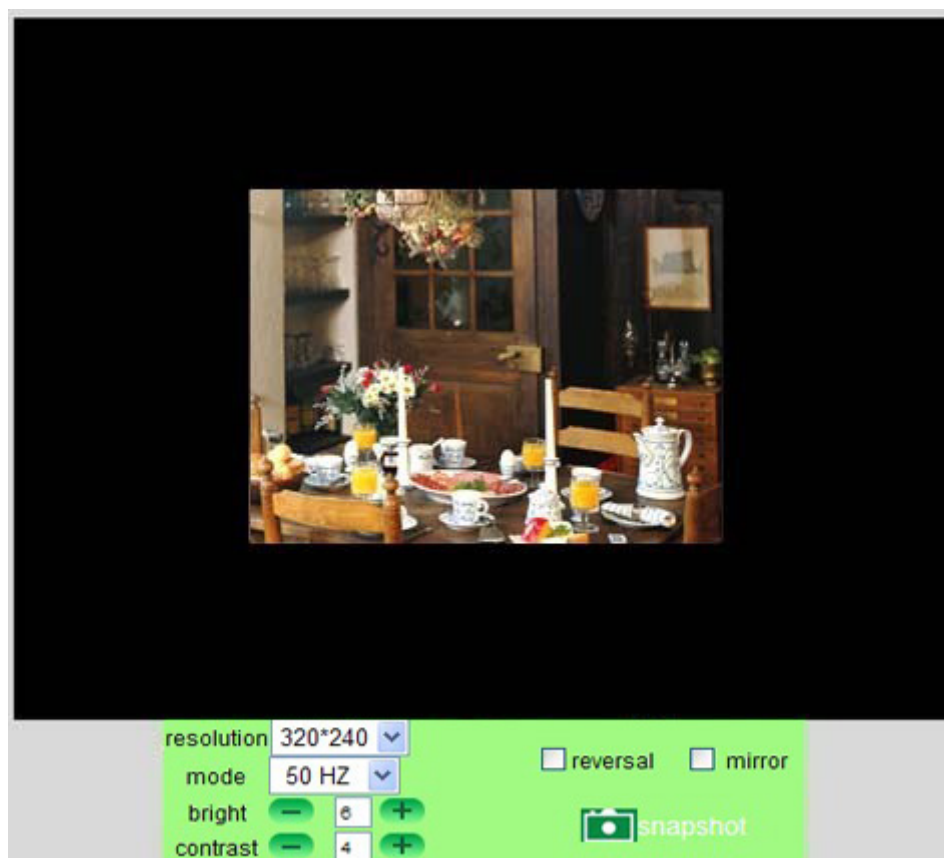 resolution 320*240
mode 50 HZ
reversal mirror
bright 6
contrast 4
snapshot